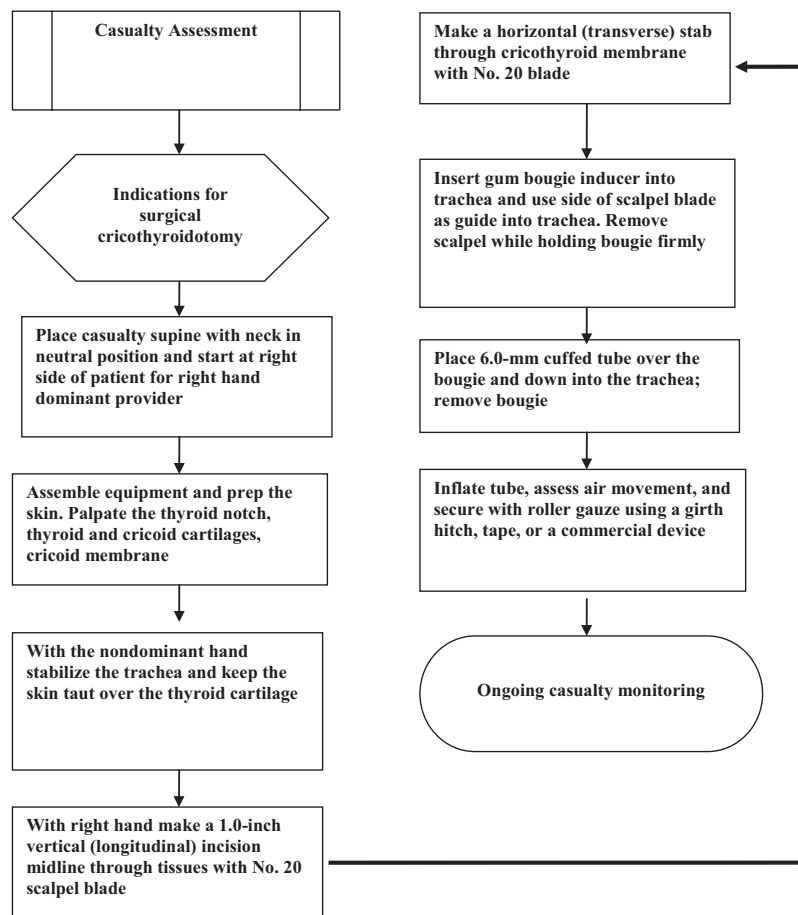 Casualty Assessment
Indications for
surgical
cricothyroidotomy
Place casualty supine with neck in
neutral position and start at right
side of patient for right hand
dominant provider
Assemble equipment and prep the
skin. Palpate the thyroid notch,
thyroid and cricoid cartilages,
cricoid membrane
With the nondominant hand
stabilize the trachea and keep the
skin taut over the thyroid cartilage
With right hand make a 1.0-inch
vertical (longitudinal) incision
midline through tissues with No. 20
scalpel blade
Make a horizontal (transverse) stab
through cricothyroid membrane
with No. 20 blade
Insert gum bougie inducer into
trachea and use side of scalpel blade
as guide into trachea. Remove
scalpel while holding bougie firmly
Place 6.0-mm cuffed tube over the
bougie and down into the trachea;
remove bougie
Inflate tube, assess air movement, and
secure with roller gauze using a girth
hitch, tape, or a commercial device
Ongoing casualty monitoring